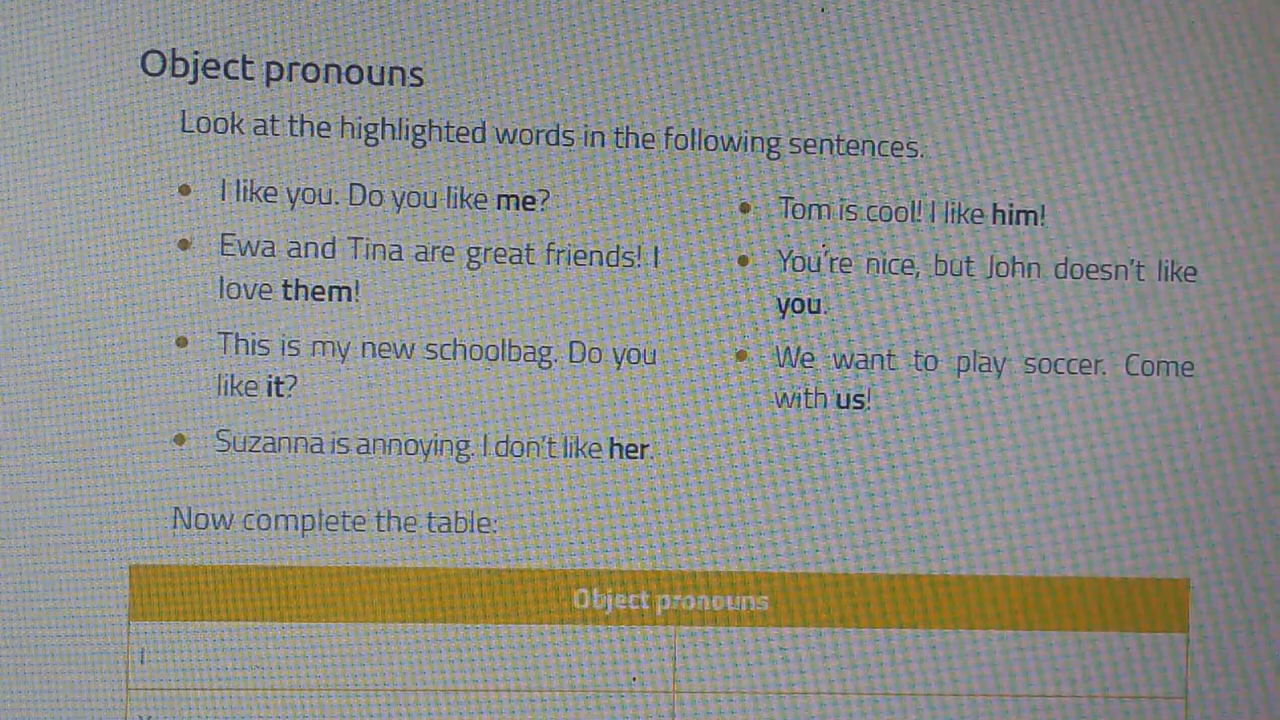 Object pronouns
Look at the highlighted words in the following sentences.
• I like you. Do you like me?
• Ewa and Tina are great friends! I
love them!
• This is my new schoolbag. Do you
like it?
• Suzanna is annoying. I don't like her.
• Tom is cool! I like him!
• You're nice, but John doesn't like
you.
• We want to play soccer. Come
with us!
Now complete the table:
Object pronouns
I